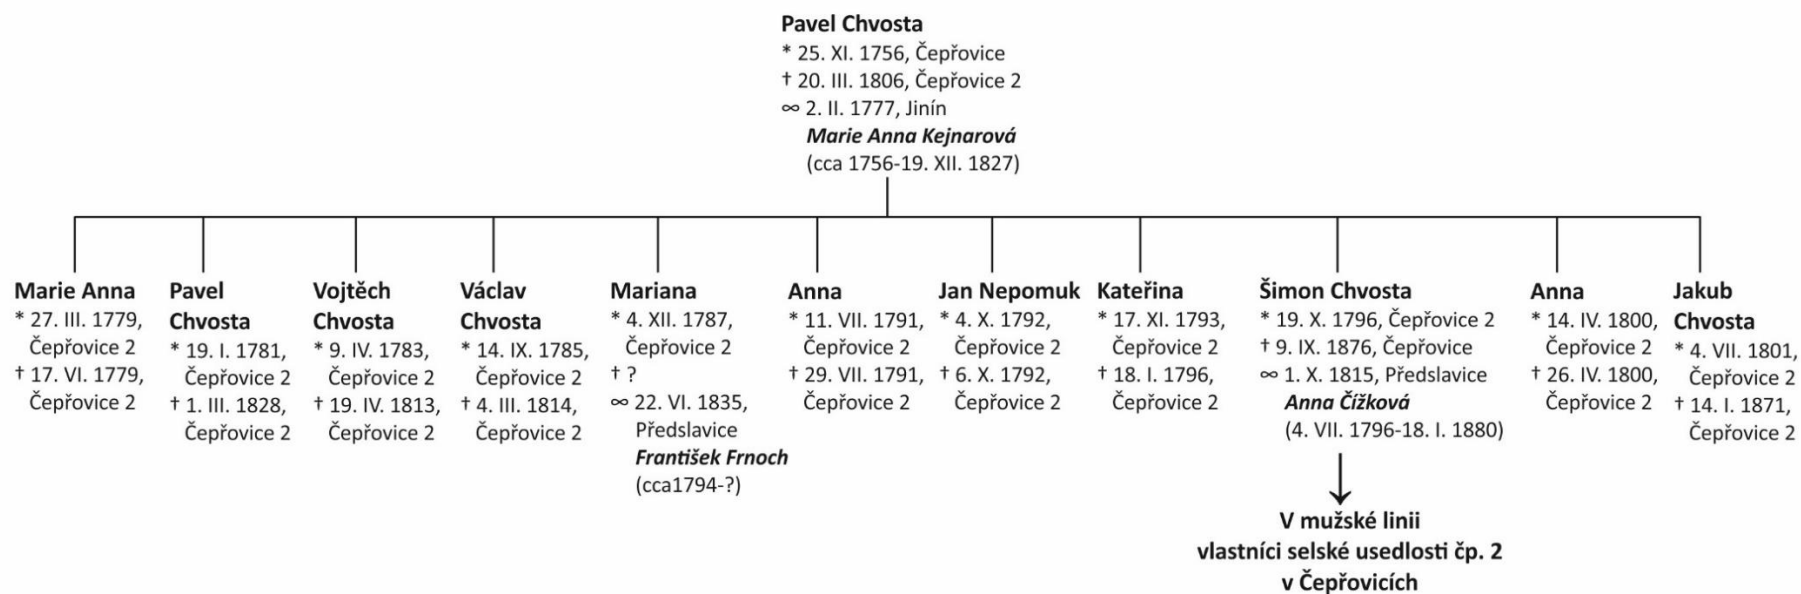 Pavel Chvosta
* 25. XI. 1756, Čepřovice
† 20. III. 1806, Čepřovice 2
∞ 2. II. 1777, Jinín
Marie Anna Kejnarová
(cca 1756-19. XII. 1827)
Marie Anna
* 27. III. 1779,
Čepřovice 2
† 17. VI. 1779,
Čepřovice 2
Pavel
Chvosta
* 19. I. 1781,
Čepřovice 2
† 1. III. 1828,
Čepřovice 2
Vojtěch
Chvosta
* 9. IV. 1783,
Čepřovice 2
† 19. IV. 1813,
Čepřovice 2
Václav
Chvosta
* 14. IX. 1785,
Čepřovice 2
† 4. III. 1814,
Čepřovice 2
Mariana
* 4. XII. 1787,
Čepřovice 2
† ?
∞ 22. VI. 1835,
Předslavice
František Frnoch
(cca1794-?)
Anna
* 11. VII. 1791,
Čepřovice 2
† 29. VII. 1791,
Čepřovice 2
Jan Nepomuk
* 4. X. 1792,
Čepřovice 2
† 6. X. 1792,
Čepřovice 2
Kateřina
* 17. XI. 1793,
Čepřovice 2
† 18. I. 1796,
Čepřovice 2
Šimon Chvosta
* 19. X. 1796, Čepřovice 2
† 9. IX. 1876, Čepřovice
∞ 1. X. 1815, Předslavice
Anna Čížková
(4. VII. 1796-18. I. 1880)
V mužské linii
vlastníci selské usedlosti čp. 2
v Čepřovicích
Anna
* 14. IV. 1800,
Čepřovice 2
† 26. IV. 1800,
Čepřovice 2
Jakub
Chvosta
* 4. VII. 1801,
Čepřovice 2
† 14. I. 1871,
Čepřovice 2